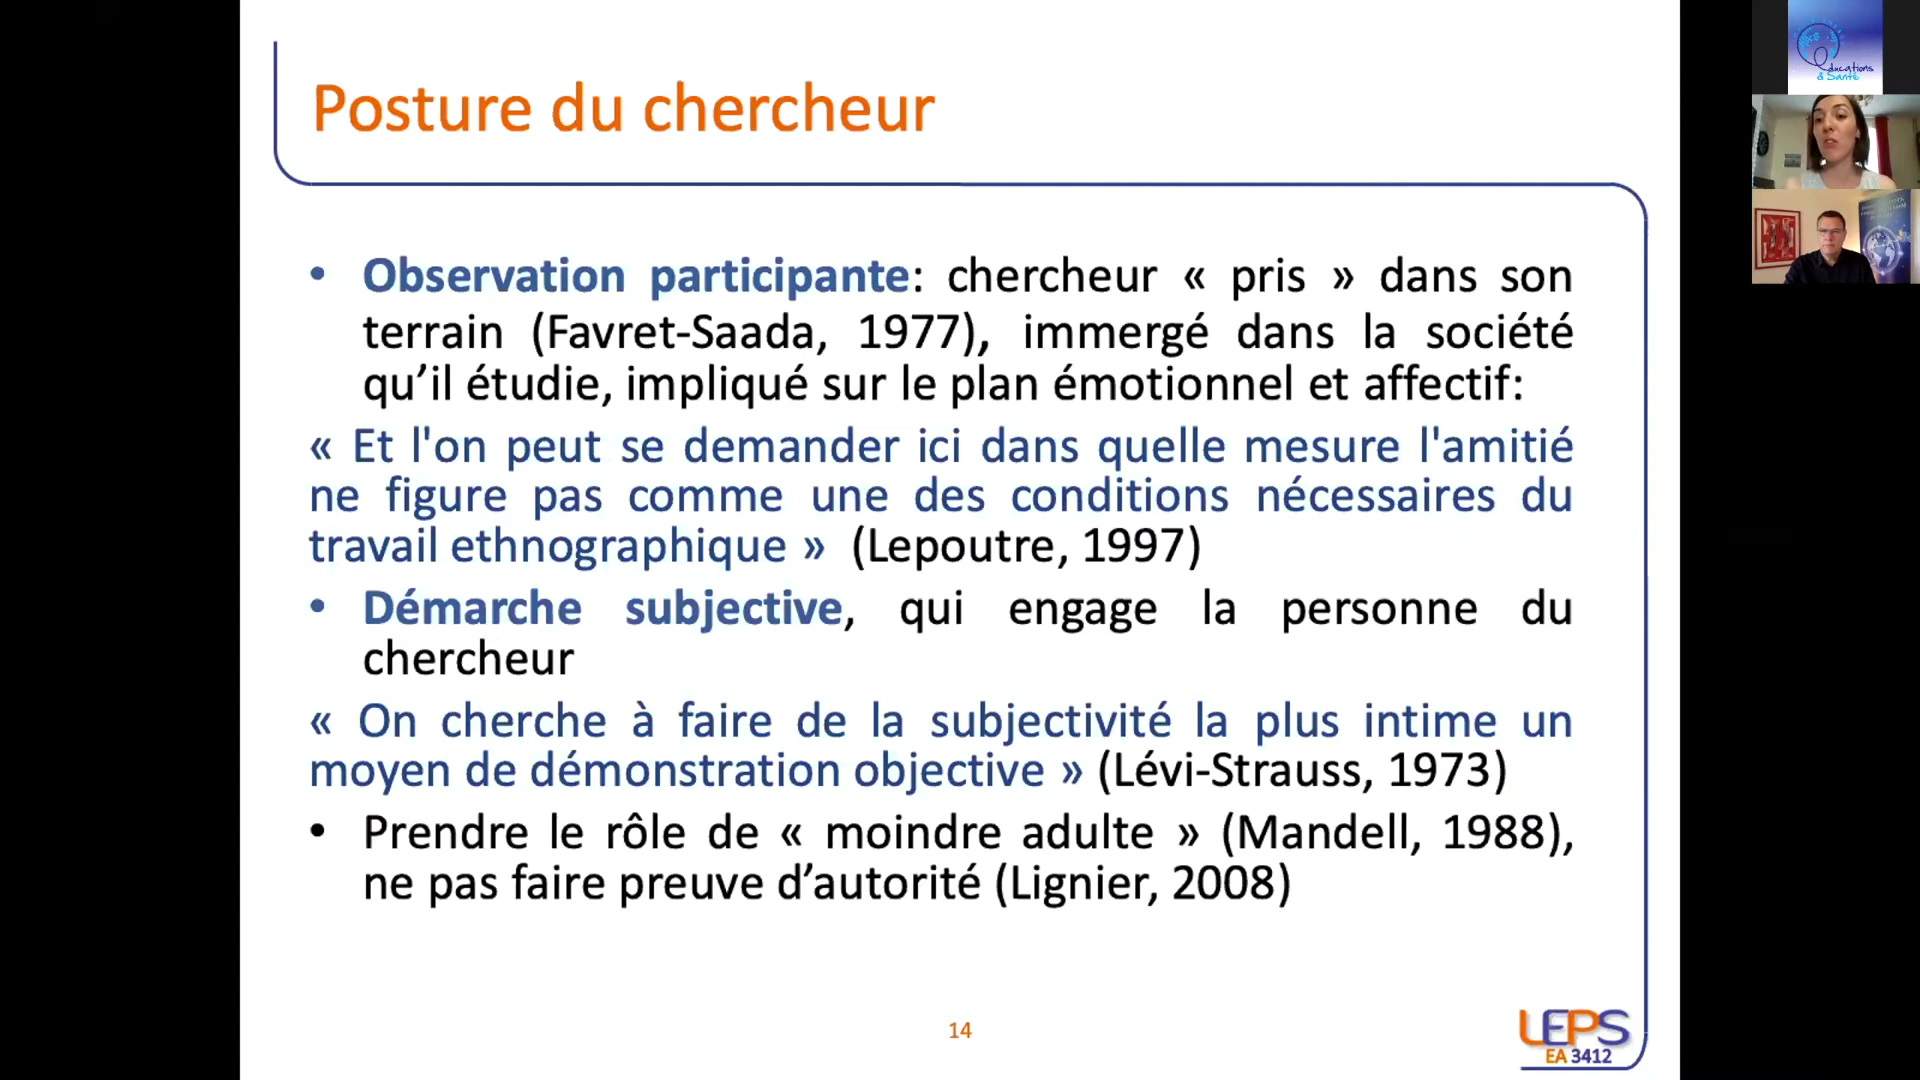 Posture du chercheur
• Observation participante: chercheur « pris » dans son
terrain (Favret-Saada, 1977), immergé dans la société
qu’il étudie, impliqué sur le plan émotionnel et affectif:
« Et l'on peut se demander ici dans quelle mesure l'amitié
ne figure pas comme une des conditions nécessaires du
travail ethnographique » (Lepoutre, 1997)
• Démarche subjective, qui engage la personne du
chercheur
« On cherche à faire de la subjectivité la plus intime un
moyen de démonstration objective » (Lévi-Strauss, 1973)
• Prendre le rôle de « moindre adulte » (Mandell, 1988),
ne pas faire preuve d’autorité (Lignier, 2008)
14
LEPS
EA 3412
Educations
& Santé